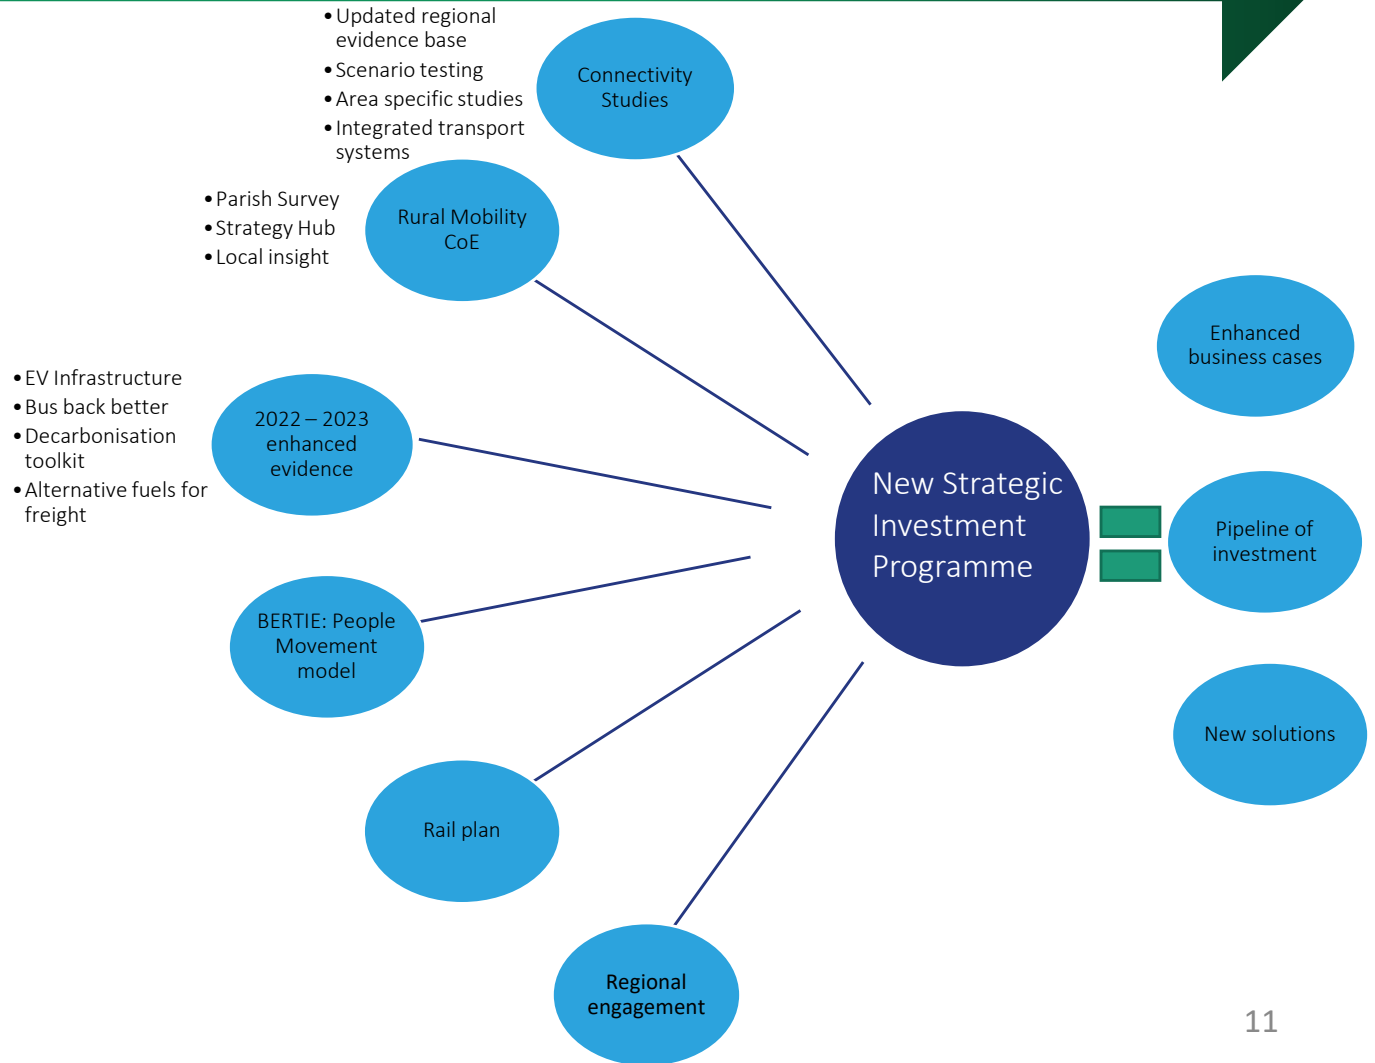 • Updated regional
evidence base
• Scenario testing
• Area specific studies
• Integrated transport
systems
Connectivity
Studies
• Parish Survey
• Strategy Hub
• Local insight
Rural Mobility
CoE
• EV Infrastructure
• Bus back better
• Decarbonisation
toolkit
• Alternative fuels for
freight
2022 – 2023
enhanced
evidence
BERTIE: People
Movement
model
Rail plan
Regional
engagement
New Strategic
Investment
Programme
Enhanced
business cases
Pipeline of
investment
New solutions
11